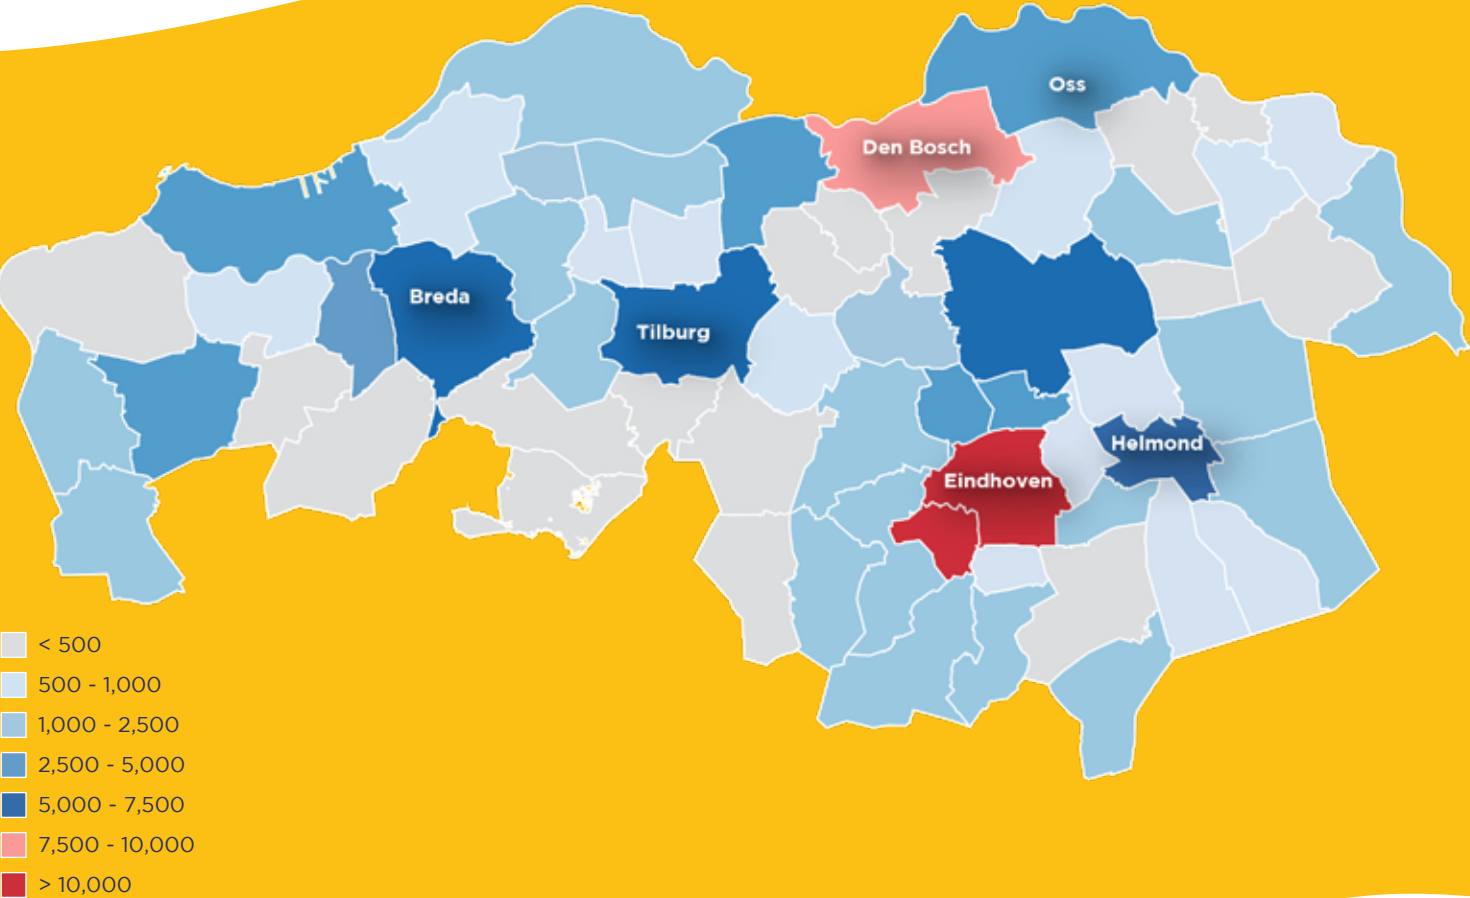 Oss
Den Bosch
Breda
Tilburg
Helmond
Eindhoven
< 500
500 - 1,000
1,000 - 2,500
2,500 - 5,000
5,000 - 7,500
7,500 - 10,000
> 10,000